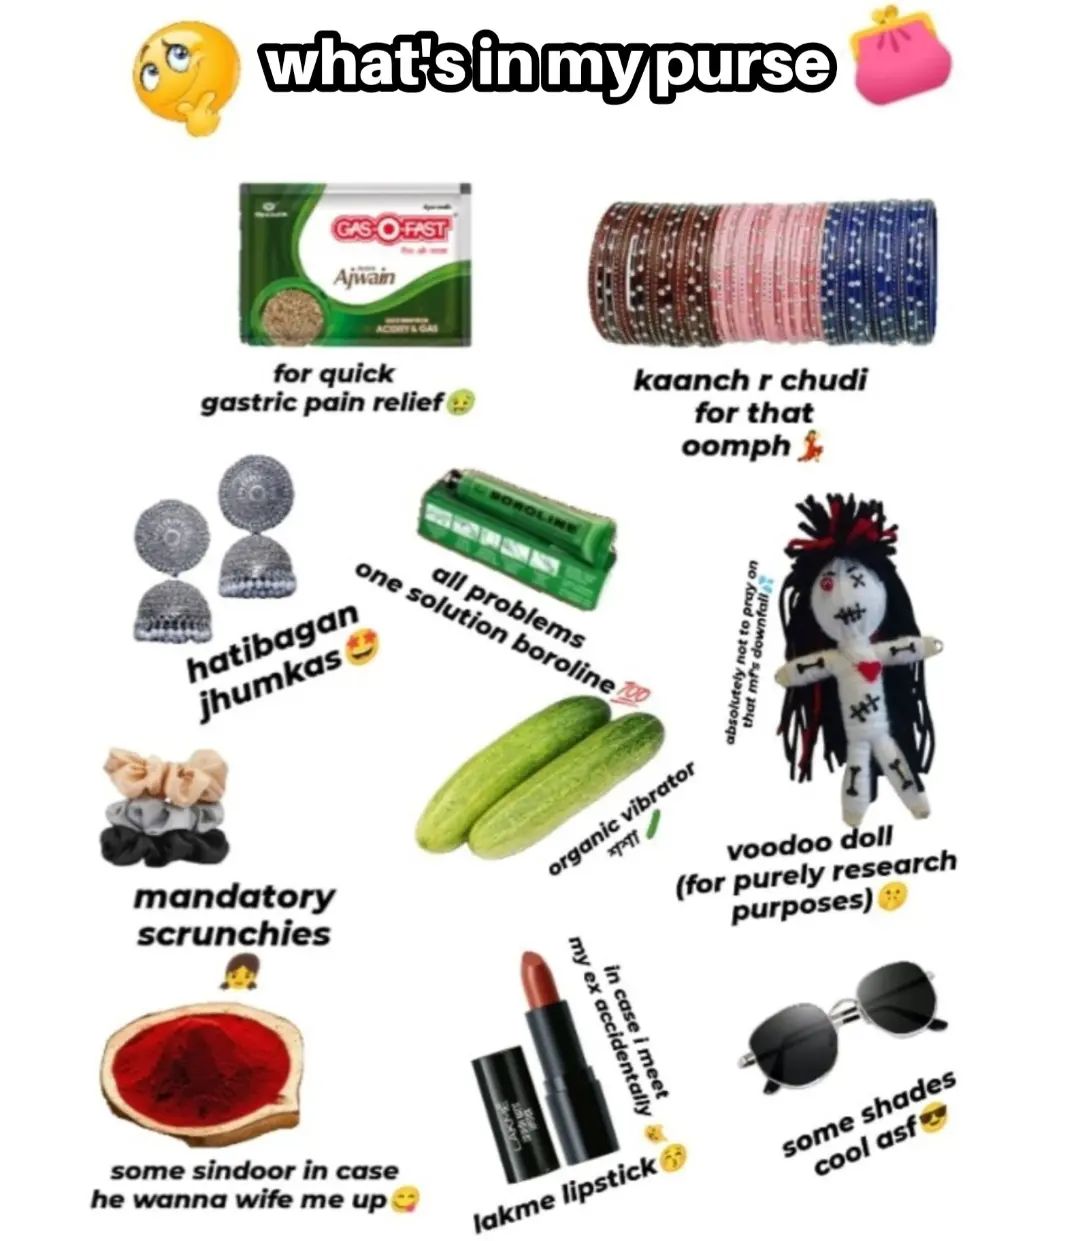 what's in my purse
GAS-O-FAST
Ajwain
ACIDITY & GAS
for quick
gastric pain relief🤢
kaanch r chudi
for that
oomph💃
hatibagan
jhumkas🤩
BOROLINE
all problems
one solution boroline💯
absolutely not to pray on
that mf's downfall💦
organic vibrator
শশা🥒
voodoo doll
(for purely research
purposes)🤫
mandatory
scrunchies
👧
some sindoor in case
he wanna wife me up😋
in case i meet
my ex accidentally😼
LAKMÉ
lakme lipstick😚
some shades
cool asf😎